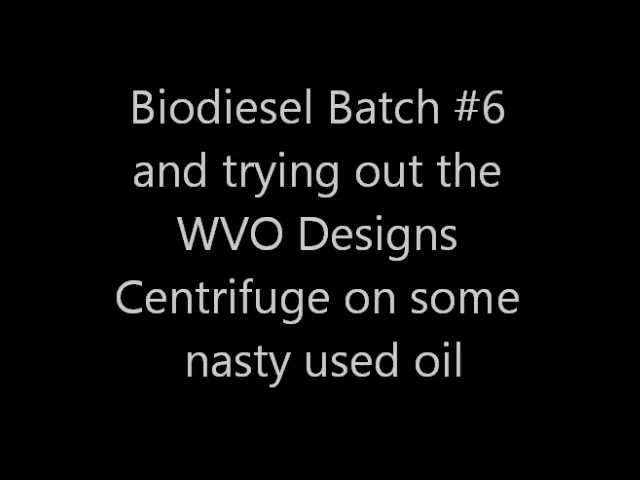 Biodiesel Batch #6
and trying out the
WVO Designs
Centrifuge on some
nasty used oil